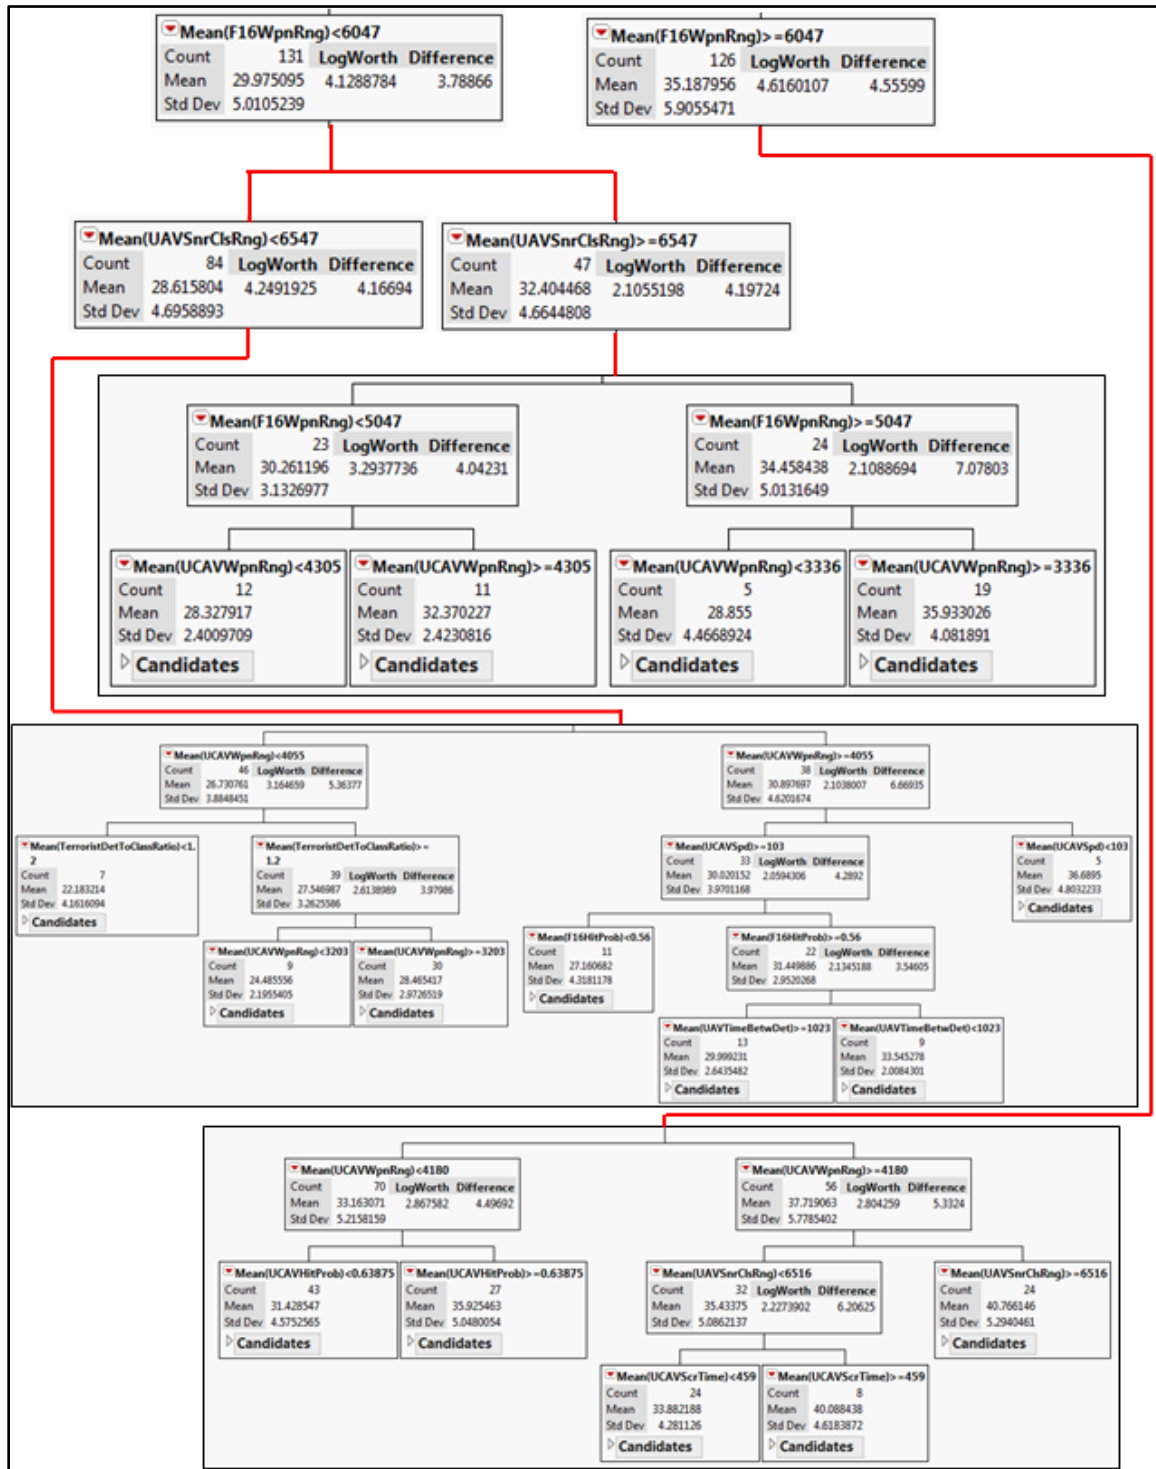 Mean(F16WpnRng)<6047
Count 131 LogWorth Difference
Mean 29.975095 4.1288784 3.78866
Std Dev 5.0105239
Mean(F16WpnRng)>=6047
Count 126 LogWorth Difference
Mean 35.187956 4.6160107 4.55599
Std Dev 5.9055471
Mean(UAVSnrClsRng)<6547
Count 84 LogWorth Difference
Mean 28.615804 4.2491925 4.16694
Std Dev 4.6958893
Mean(UAVSnrClsRng)>=6547
Count 47 LogWorth Difference
Mean 32.404468 2.1055198 4.19724
Std Dev 4.6644808
Mean(F16WpnRng)<5047
Count 23 LogWorth Difference
Mean 30.261196 3.2937736 4.04231
Std Dev 3.1326977
Mean(F16WpnRng)>=5047
Count 24 LogWorth Difference
Mean 34.458438 2.1088694 7.07803
Std Dev 5.0131649
Mean(UCAVWpnRng)<4305
Count 12
Mean 28.327917
Std Dev 2.4009709
Candidates
Mean(UCAVWpnRng)>=4305
Count 11
Mean 32.370227
Std Dev 2.4230816
Candidates
Mean(UCAVWpnRng)<3336
Count 5
Mean 28.855
Std Dev 4.4668924
Candidates
Mean(UCAVWpnRng)>=3336
Count 19
Mean 35.933026
Std Dev 4.081891
Candidates
Mean(UCAVWpnRng)<4055
Count 46 LogWorth Difference
Mean 26.730761 3.164659 5.36377
Std Dev 3.8848451
Mean(UCAVWpnRng)>=4055
Count 38 LogWorth Difference
Mean 30.897697 2.1038007 6.66935
Std Dev 4.6201674
Mean(TerroristDetToClassRatio)<1.
2
Count 7
Mean 22.183214
Std Dev 4.1616094
Candidates
Mean(TerroristDetToClassRatio)>=
1.2
Count 39 LogWorth Difference
Mean 27.546987 2.6138989 3.97986
Std Dev 3.2625586
Mean(UCAVSpd)>=103
Count 33 LogWorth Difference
Mean 30.020152 2.0594306 4.2892
Std Dev 3.9701168
Mean(UCAVSpd)<103
Count 5
Mean 36.6895
Std Dev 4.8032233
Candidates
Mean(UCAVWpnRng)<3203
Count 9
Mean 24.485556
Std Dev 2.1955405
Candidates
Mean(UCAVWpnRng)>=3203
Count 30
Mean 28.465417
Std Dev 2.9726519
Candidates
Mean(F16HitProb)<0.56
Count 11
Mean 27.160682
Std Dev 4.3181178
Candidates
Mean(F16HitProb)>=0.56
Count 22 LogWorth Difference
Mean 31.449886 2.1345188 3.54605
Std Dev 2.9520268
Mean(UAVTimeBetwDet)>=1023
Count 13
Mean 29.999231
Std Dev 2.6435482
Candidates
Mean(UAVTimeBetwDet)<1023
Count 9
Mean 33.545278
Std Dev 2.0084301
Candidates
Mean(UCAVWpnRng)<4180
Count 70 LogWorth Difference
Mean 33.163071 2.867582 4.49692
Std Dev 5.2158159
Mean(UCAVWpnRng)>=4180
Count 56 LogWorth Difference
Mean 37.719063 2.804259 5.3324
Std Dev 5.7785402
Mean(UCAVHitProb)<0.63875
Count 43
Mean 31.428547
Std Dev 4.5752565
Candidates
Mean(UCAVHitProb)>=0.63875
Count 27
Mean 35.925463
Std Dev 5.0480054
Candidates
Mean(UAVSnrClsRng)<6516
Count 32 LogWorth Difference
Mean 35.43375 2.2273902 6.20625
Std Dev 5.0862137
Mean(UAVSnrClsRng)>=6516
Count 24
Mean 40.766146
Std Dev 5.2940461
Candidates
Mean(UCAVScrTime)<459
Count 24
Mean 33.882188
Std Dev 4.281126
Candidates
Mean(UCAVScrTime)>=459
Count 8
Mean 40.088438
Std Dev 4.6183872
Candidates